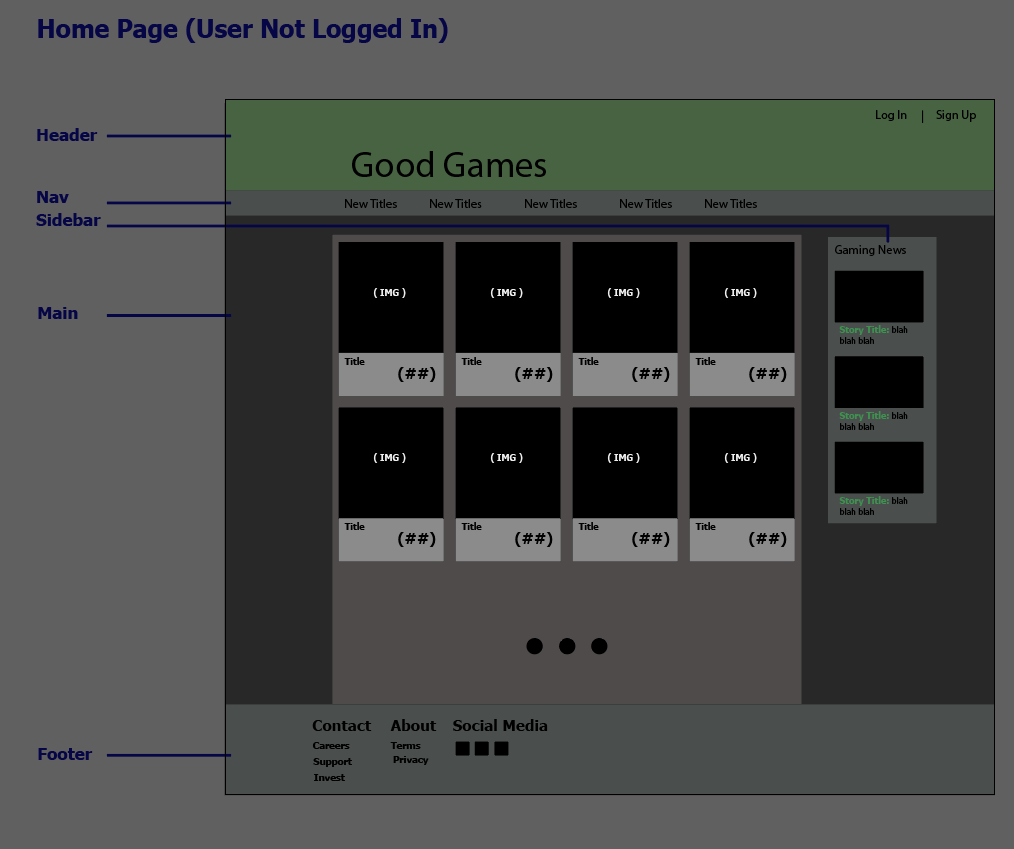 Home Page (User Not Logged In)
Header
Log In | Sign Up
Good Games
Nav
New Titles New Titles New Titles New Titles New Titles
Sidebar
Gaming News
Main
(IMG) (IMG) (IMG) (IMG)
Title Title Title Title
(##) (##) (##) (##)
Story Title: blah
blah blah
(IMG) (IMG) (IMG) (IMG)
Title Title Title Title
(##) (##) (##) (##)
Story Title: blah
blah blah
Story Title: blah
blah blah
Footer
Contact About Social Media
Careers Terms
Support Privacy
Invest